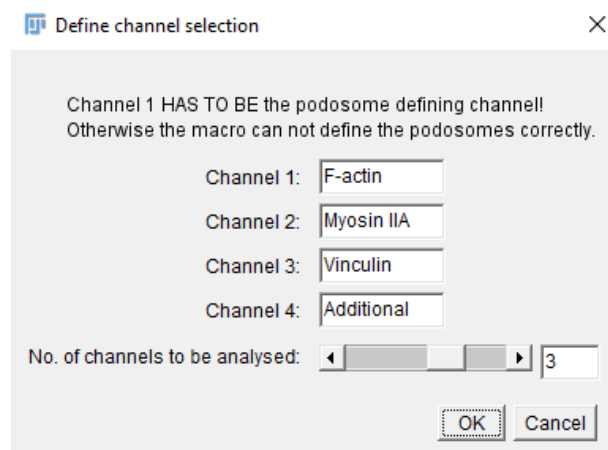 Define channel selection
Channel 1 HAS TO BE the podosome defining channel!
Otherwise the macro can not define the podosomes correctly.
Channel 1: F-actin
Channel 2: Myosin IIA
Channel 3: Vinculin
Channel 4: Additional
No. of channels to be analysed: 3
OK Cancel